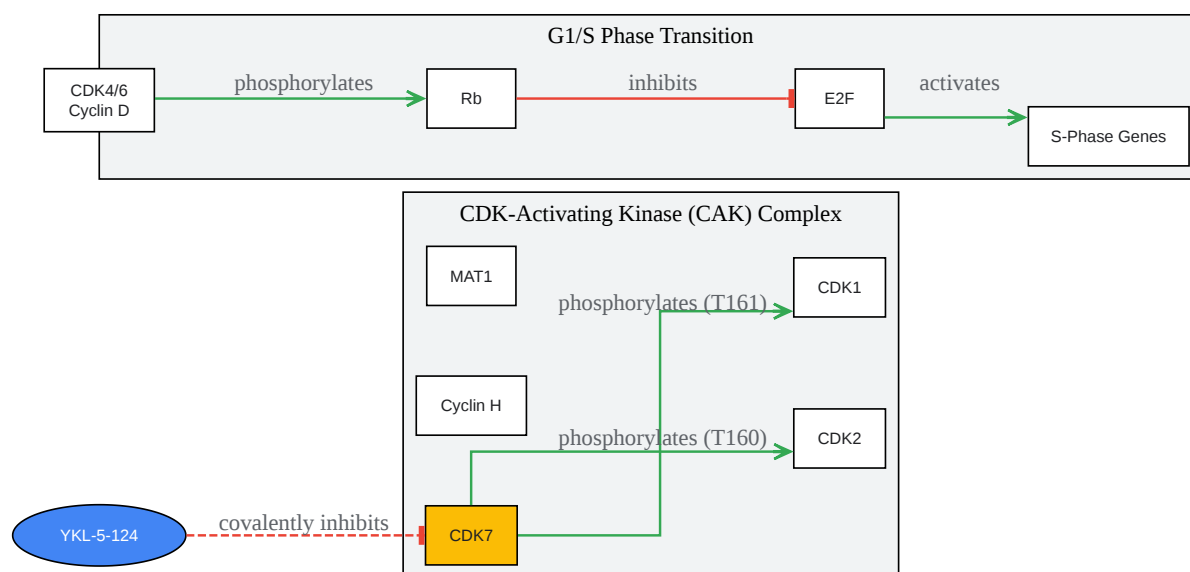 G1/S Phase Transition
CDK4/6
Cyclin D
phosphorylates
Rb
inhibits
E2F
activates
S-Phase Genes
CDK-Activating Kinase (CAK) Complex
MAT1
phosphorylates (T161)
CDK1
Cyclin H
phosphorylates (T160)
CDK2
YKL-5-124
covalently inhibits
CDK7